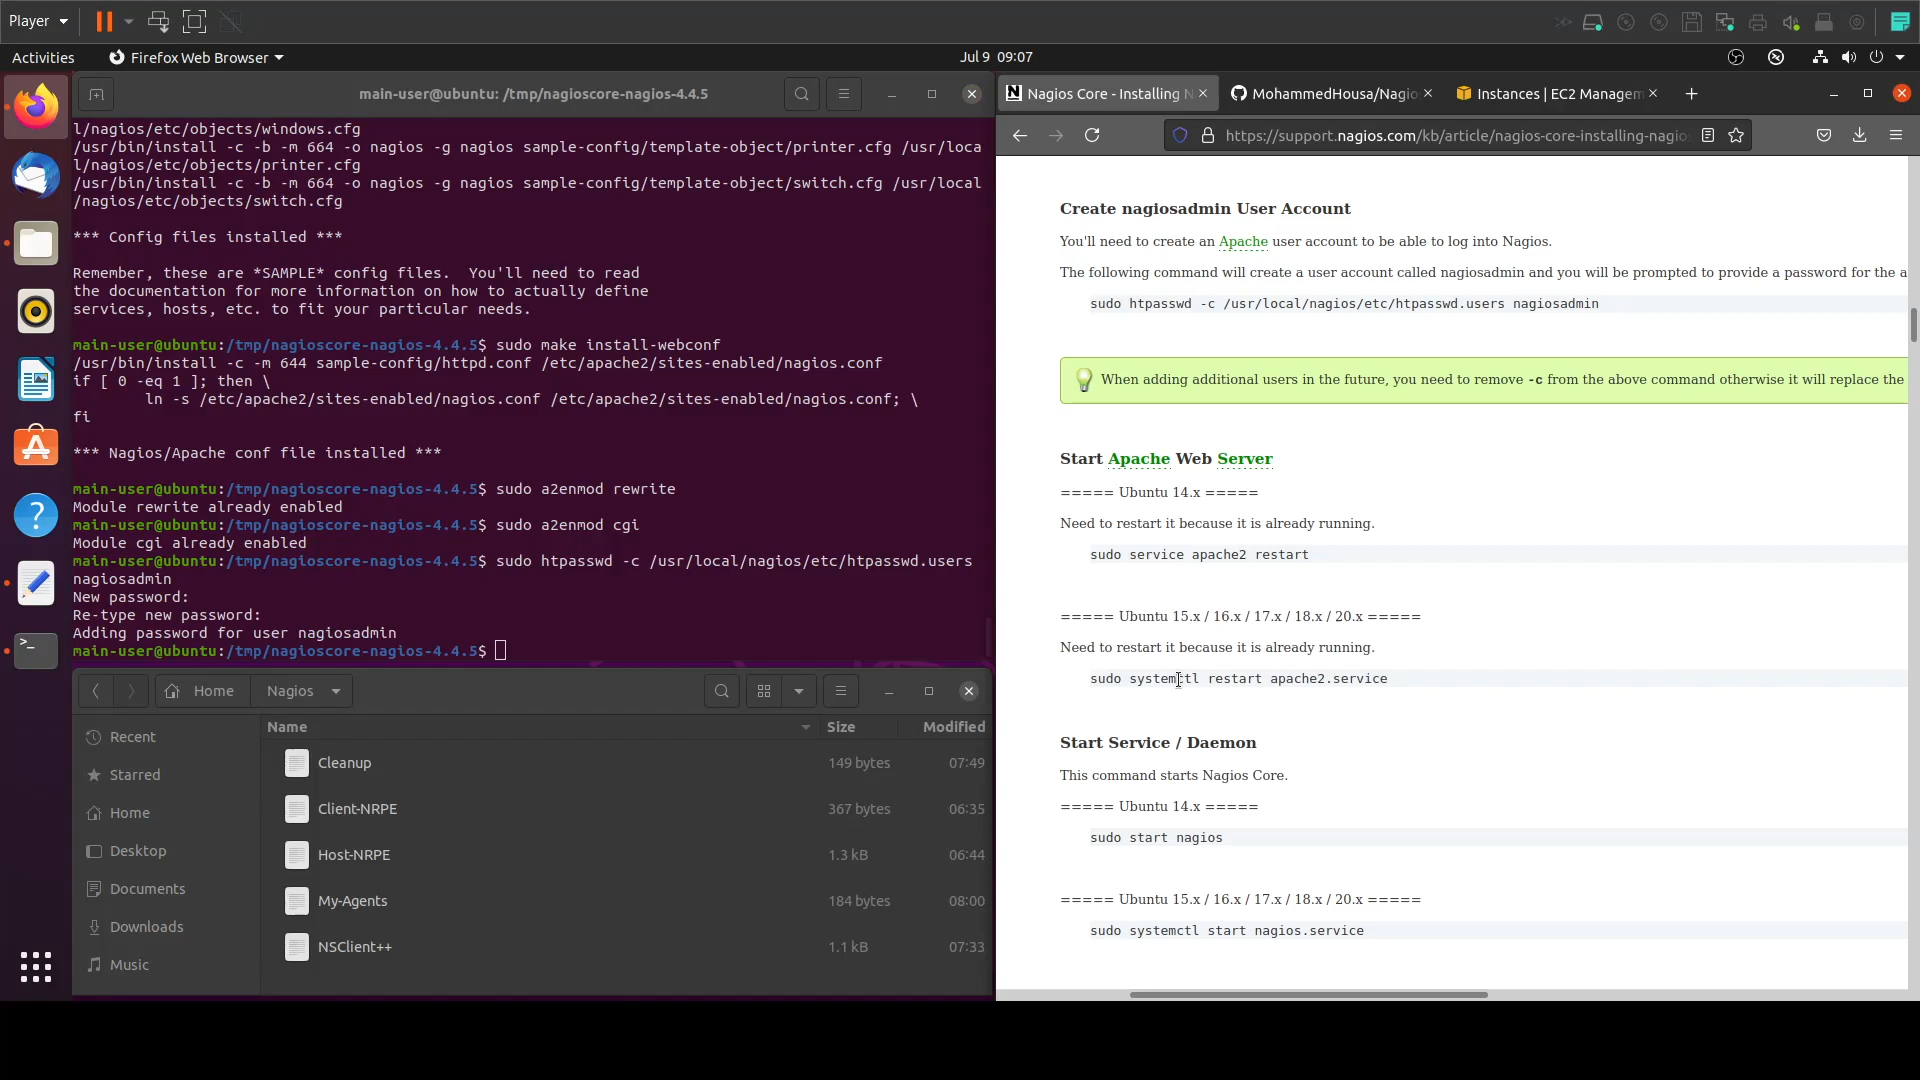 Player
Activities
Firefox Web Browser
Jul 9 09:07
main-user@ubuntu: /tmp/nagioscore-nagios-4.4.5
l/nagios/etc/objects/windows.cfg
/usr/bin/install -c -b -m 664 -o nagios -g nagios sample-config/template-object/printer.cfg /usr/loca
l/nagios/etc/objects/printer.cfg
/usr/bin/install -c -b -m 664 -o nagios -g nagios sample-config/template-object/switch.cfg /usr/local
/nagios/etc/objects/switch.cfg
*** Config files installed ***
Remember, these are *SAMPLE* config files.  You'll need to read
the documentation for more information on how to actually define
services, hosts, etc. to fit your particular needs.
main-user@ubuntu:/tmp/nagioscore-nagios-4.4.5$ sudo make install-webconf
/usr/bin/install -c -m 644 sample-config/httpd.conf /etc/apache2/sites-enabled/nagios.conf
if [ 0 -eq 1 ]; then \
ln -s /etc/apache2/sites-enabled/nagios.conf /etc/apache2/sites-enabled/nagios.conf; \
fi
*** Nagios/Apache conf file installed ***
main-user@ubuntu:/tmp/nagioscore-nagios-4.4.5$ sudo a2enmod rewrite
Module rewrite already enabled
main-user@ubuntu:/tmp/nagioscore-nagios-4.4.5$ sudo a2enmod cgi
Module cgi already enabled
main-user@ubuntu:/tmp/nagioscore-nagios-4.4.5$ sudo htpasswd -c /usr/local/nagios/etc/htpasswd.users
nagiosadmin
New password:
Re-type new password:
Adding password for user nagiosadmin
main-user@ubuntu:/tmp/nagioscore-nagios-4.4.5$
Home
Nagios
Recent
Starred
Home
Desktop
Documents
Downloads
Music
Name Size Modified
Cleanup 149 bytes 07:49
Client-NRPE 367 bytes 06:35
Host-NRPE 1.3 kB 06:44
My-Agents 184 bytes 08:00
NSClient++ 1.1 kB 07:33
Nagios Core - Installing N
MohammedHousa/Nagio
Instances | EC2 Managem
https://support.nagios.com/kb/article/nagios-core-installing-nagio
Create nagiosadmin User Account
You'll need to create an Apache user account to be able to log into Nagios.
The following command will create a user account called nagiosadmin and you will be prompted to provide a password for the a
sudo htpasswd -c /usr/local/nagios/etc/htpasswd.users nagiosadmin
When adding additional users in the future, you need to remove -c from the above command otherwise it will replace the
Start Apache Web Server
===== Ubuntu 14.x =====
Need to restart it because it is already running.
sudo service apache2 restart
===== Ubuntu 15.x / 16.x / 17.x / 18.x / 20.x =====
Need to restart it because it is already running.
sudo systemctl restart apache2.service
Start Service / Daemon
This command starts Nagios Core.
===== Ubuntu 14.x =====
sudo start nagios
===== Ubuntu 15.x / 16.x / 17.x / 18.x / 20.x =====
sudo systemctl start nagios.service